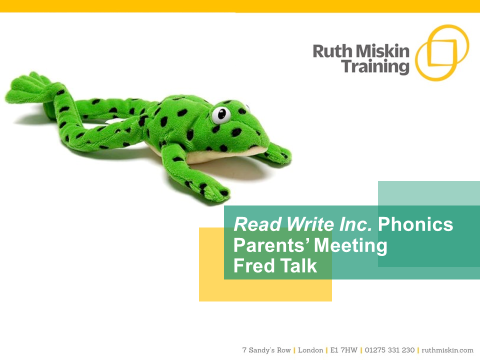 Ruth Miskin
Training
Read Write Inc. Phonics
Parents' Meeting
Fred Talk
7 Sandy's Row | London | E1 7HW | 01275 331 230 | ruthmiskin.com